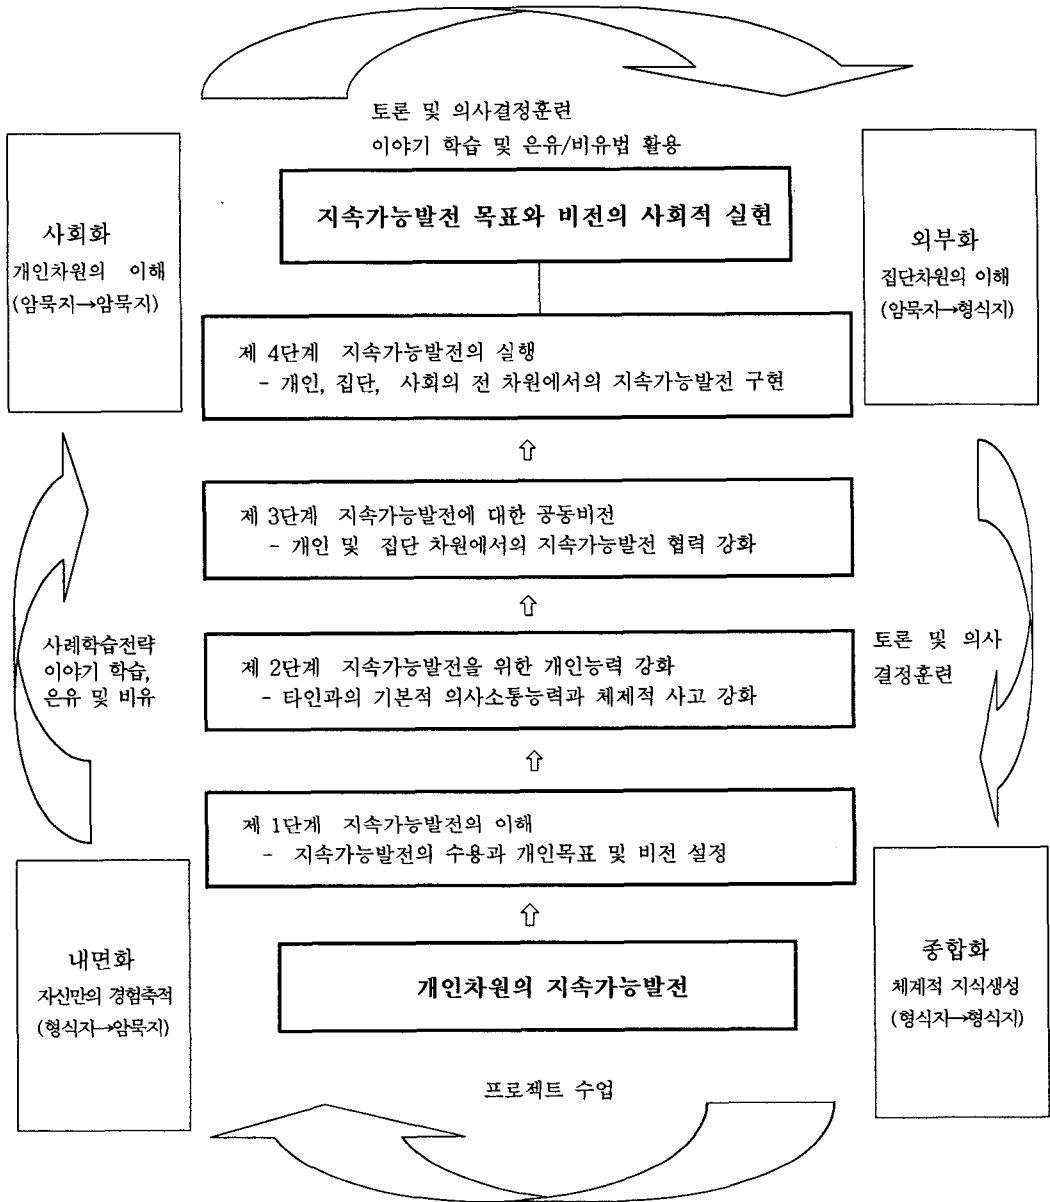 토론 및 의사결정훈련
이야기 학습 및 은유/비유법 활용
지속가능발전 목표와 비전의 사회적 실현
사회화
개인차원의 이해
(암묵지→암묵지)
외부화
집단차원의 이해
(암묵지→형식지)
제 4단계 지속가능발전의 실행
- 개인, 집단, 사회의 전 차원에서의 지속가능발전 구현
⇧
제 3단계 지속가능발전에 대한 공동비전
- 개인 및 집단 차원에서의 지속가능발전 협력 강화
⇧
사례학습전략
이야기 학습,
은유 및 비유
제 2단계 지속가능발전을 위한 개인능력 강화
- 타인과의 기본적 의사소통능력과 체제적 사고 강화
토론 및 의사
결정훈련
⇧
제 1단계 지속가능발전의 이해
- 지속가능발전의 수용과 개인목표 및 비전 설정
⇧
내면화
자신만의 경험축적
(형식지→암묵지)
개인차원의 지속가능발전
종합화
체계적 지식생성
(형식지→형식지)
프로젝트 수업